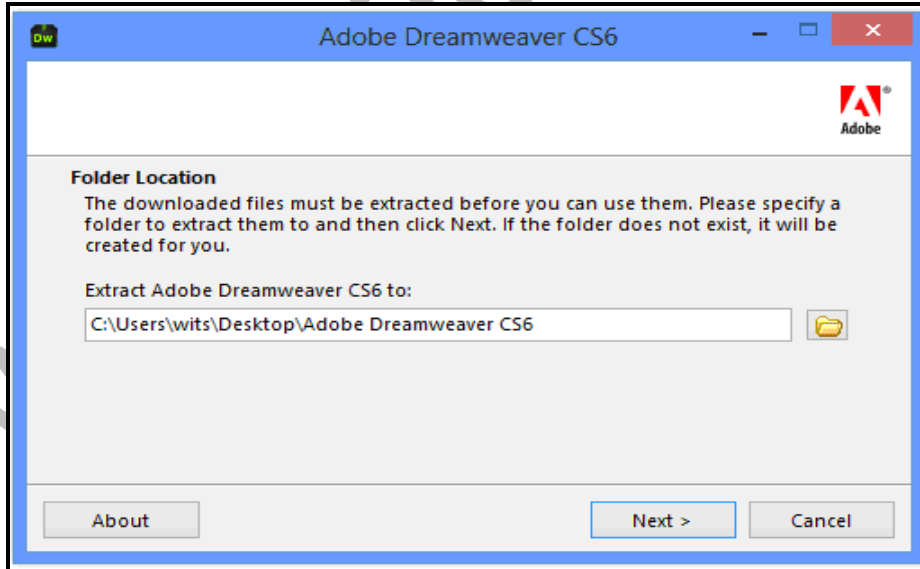 Dw
Adobe Dreamweaver CS6
Adobe
Folder Location
The downloaded files must be extracted before you can use them. Please specify a
folder to extract them to and then click Next. If the folder does not exist, it will be
created for you.
Extract Adobe Dreamweaver CS6 to:
C:\Users\wits\Desktop\Adobe Dreamweaver CS6
About
Next >
Cancel